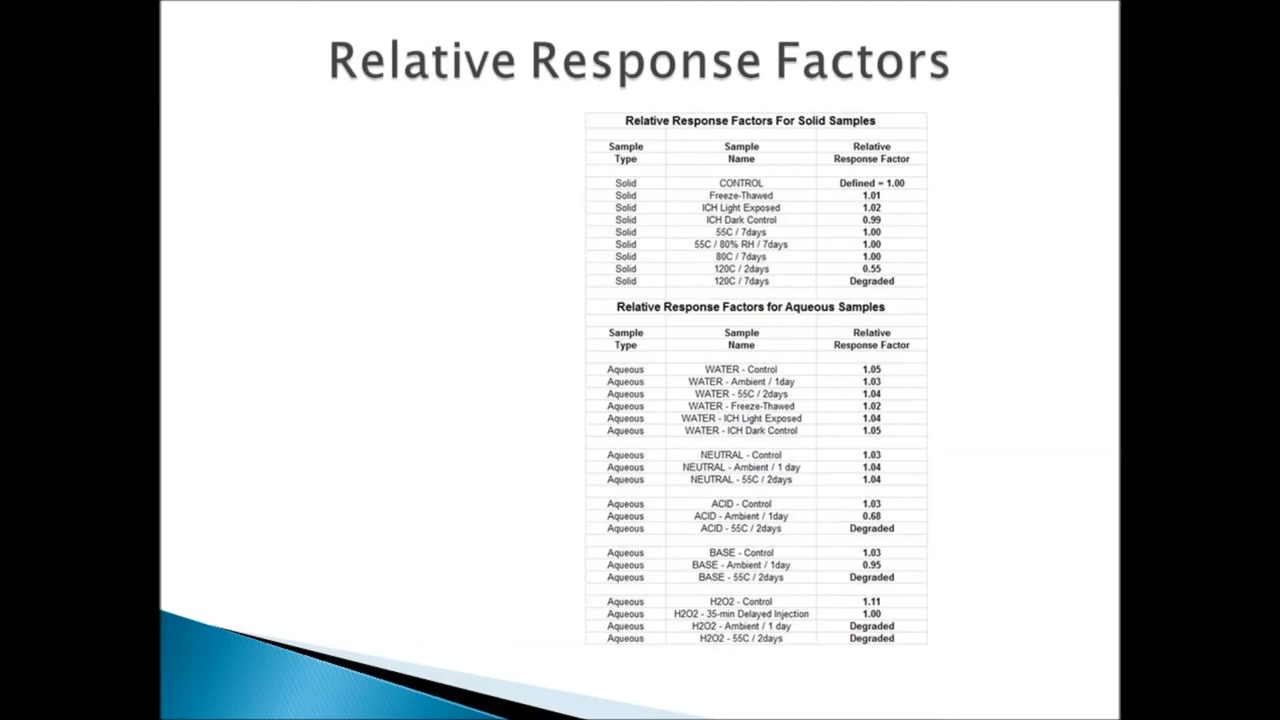 Relative Response Factors
Relative Response Factors For Solid Samples
Sample Sample Relative
Type Name Response Factor
Solid CONTROL Defined = 1.00
Solid Freeze-Thawed 1.01
Solid ICH Light Exposed 1.02
Solid ICH Dark Control 0.99
Solid 55C / 7days 1.00
Solid 55C / 80% RH / 7days 1.00
Solid 80C / 7days 1.00
Solid 120C / 2days 0.55
Solid 120C / 7days Degraded
Relative Response Factors for Aqueous Samples
Sample Sample Relative
Type Name Response Factor
Aqueous WATER - Control 1.05
Aqueous WATER - Ambient / 1day 1.03
Aqueous WATER - 55C / 2days 1.04
Aqueous WATER - Freeze-Thawed 1.02
Aqueous WATER - ICH Light Exposed 1.04
Aqueous WATER - ICH Dark Control 1.05
Aqueous NEUTRAL - Control 1.03
Aqueous NEUTRAL - Ambient / 1 day 1.04
Aqueous NEUTRAL - 55C / 2days 1.04
Aqueous ACID - Control 1.03
Aqueous ACID - Ambient / 1day 0.68
Aqueous ACID - 55C / 2days Degraded
Aqueous BASE - Control 1.03
Aqueous BASE - Ambient / 1day 0.95
Aqueous BASE - 55C / 2days Degraded
Aqueous H2O2 - Control 1.11
Aqueous H2O2 - 35-min Delayed Injection 1.00
Aqueous H2O2 - Ambient / 1 day Degraded
Aqueous H2O2 - 55C / 2days Degraded